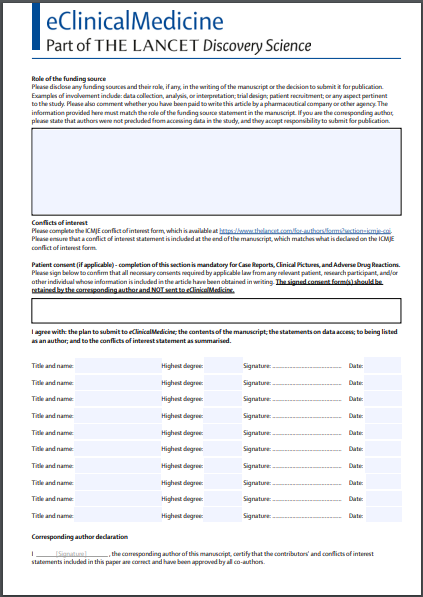 eClinicalMedicine
Part of THE LANCET Discovery Science
Role of the funding source
Please disclose any funding sources and their role, if any, in the writing of the manuscript or the decision to submit it for publication.
Examples of involvement include: data collection, analysis, or interpretation; trial design; patient recruitment; or any aspect pertinent
to the study. Please also comment whether you have been paid to write this article by a pharmaceutical company or other agency. The
information provided here must match the role of the funding source statement in the manuscript. If you are the corresponding author,
please state that authors were not precluded from accessing data in the study, and they accept responsibility to submit for publication.
Conflicts of interest
Please complete the ICMJE conflict of interest form, which is available at https://www.thelancet.com/for-authors/forms?section=icmje-coi.
Please ensure that a conflict of interest statement is included at the end of the manuscript, which matches what is declared on the ICMJE
conflict of interest form.
Patient consent (if applicable) - completion of this section is mandatory for Case Reports, Clinical Pictures, and Adverse Drug Reactions.
Please sign below to confirm that all necessary consents required by applicable law from any relevant patient, research participant, and/or
other individual whose information is included in the article have been obtained in writing. The signed consent form(s) should be
retained by the corresponding author and NOT sent to eClinicalMedicine.
I agree with: the plan to submit to eClinicalMedicine; the contents of the manuscript; the statements on data access; to being listed
as an author; and to the conflicts of interest statement as summarised.
Title and name: Highest degree: Signature: ........................................ Date:
Title and name: Highest degree: Signature: ........................................ Date:
Title and name: Highest degree: Signature: ........................................ Date:
Title and name: Highest degree: Signature: ........................................ Date:
Title and name: Highest degree: Signature: ........................................ Date:
Title and name: Highest degree: Signature: ........................................ Date:
Title and name: Highest degree: Signature: ........................................ Date:
Title and name: Highest degree: Signature: ........................................ Date:
Title and name: Highest degree: Signature: ........................................ Date:
Title and name: Highest degree: Signature: ........................................ Date:
Corresponding author declaration
I ______[Signature]_______, the corresponding author of this manuscript, certify that the contributors' and conflicts of interest
statements included in this paper are correct and have been approved by all co-authors.